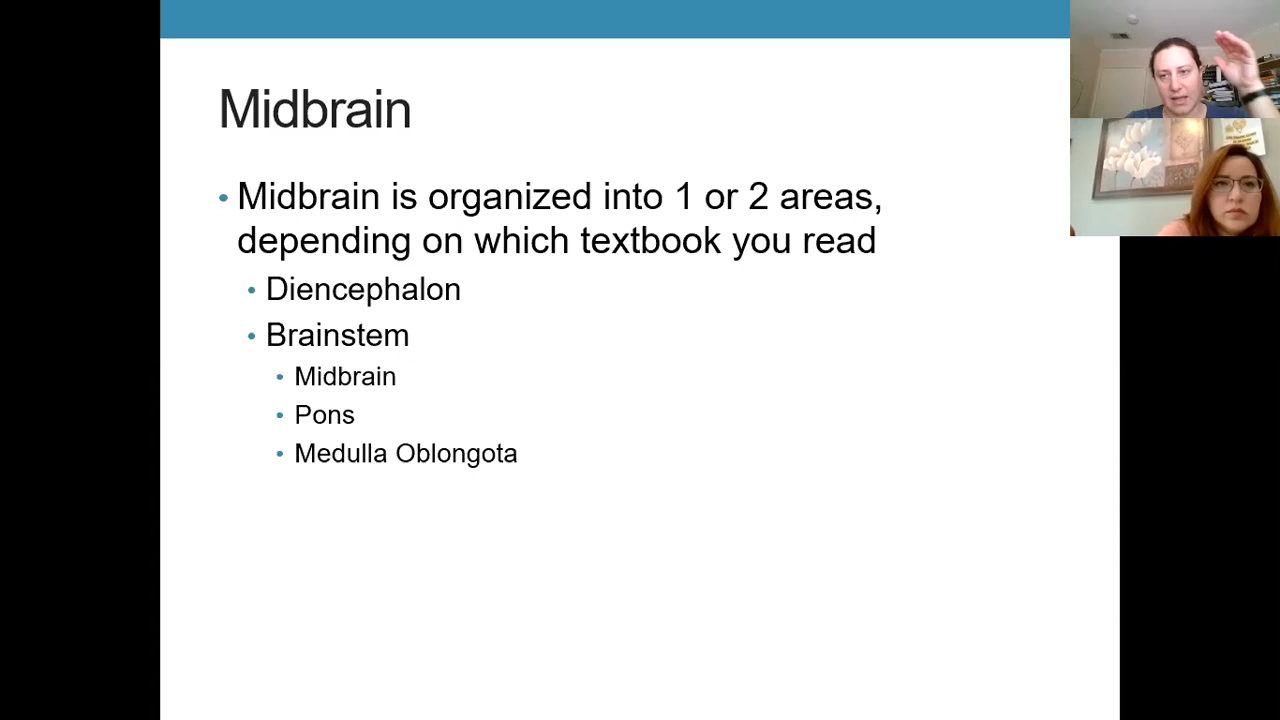 Midbrain
• Midbrain is organized into 1 or 2 areas,
depending on which textbook you read
• Diencephalon
• Brainstem
• Midbrain
• Pons
• Medulla Oblongota